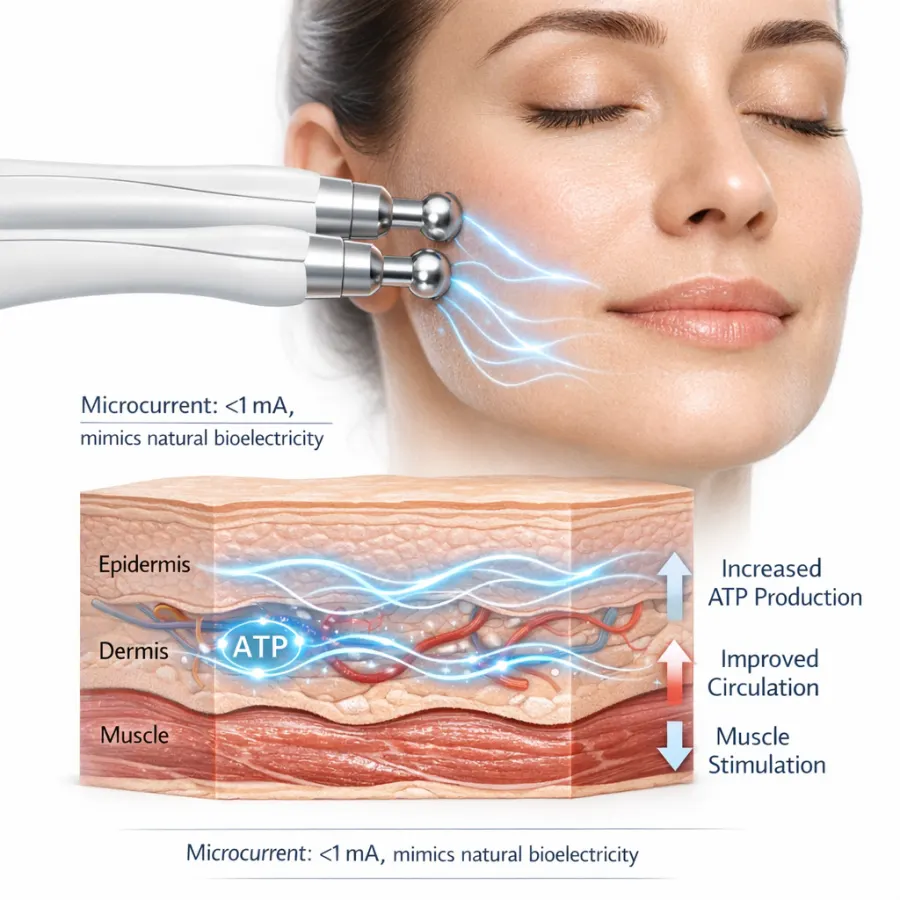 Microcurrent: <1 mA,
mimics natural bioelectricity
Epidermis
Increased
ATP Production
ATP
Dermis
Improved
Circulation
Muscle
Muscle
Stimulation
Microcurrent: <1 mA, mimics natural bioelectricity